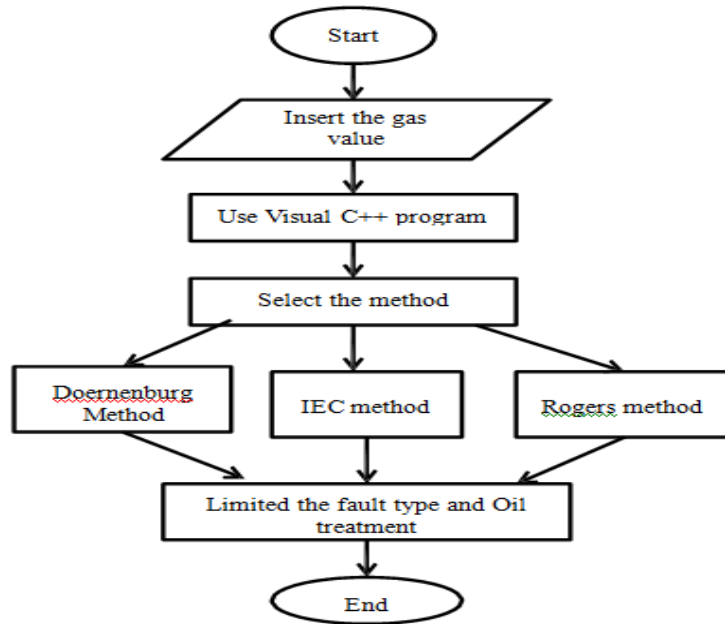 Start
Insert the gas
value
Use Visual C++ program
Select the method
Doernenburg
Method
IEC method
Rogers method
Limited the fault type and Oil
treatment
End